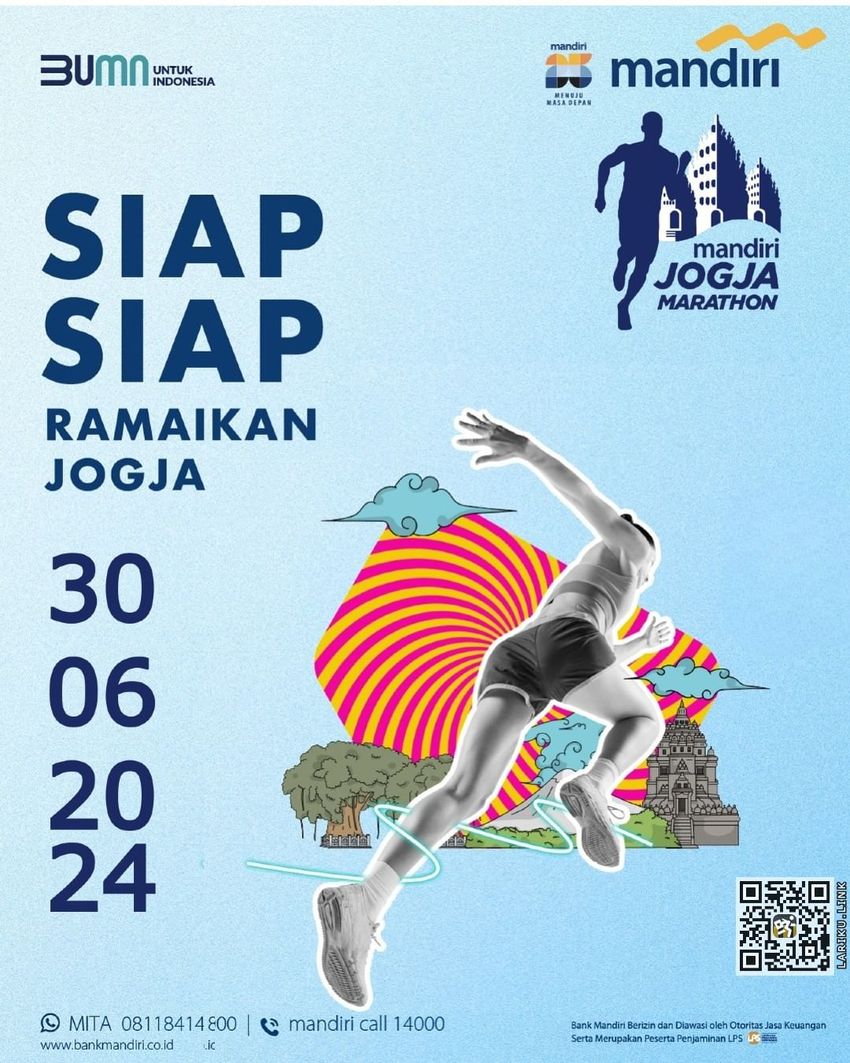 BUMN UNTUK
INDONESIA
mandiri
MENUJU
MASA DEPAN
mandiri
mandiri
JOGJA
MARATHON
SIAP
SIAP
RAMAIKAN
JOGJA
30
06
20
24
LARIKU.LINK
MITA 08118414800 | mandiri call 14000
www.bankmandiri.co.id
Bank Mandiri Berizin dan Diawasi oleh Otoritas Jasa Keuangan
Serta Merupakan Peserta Penjaminan LPS LPS